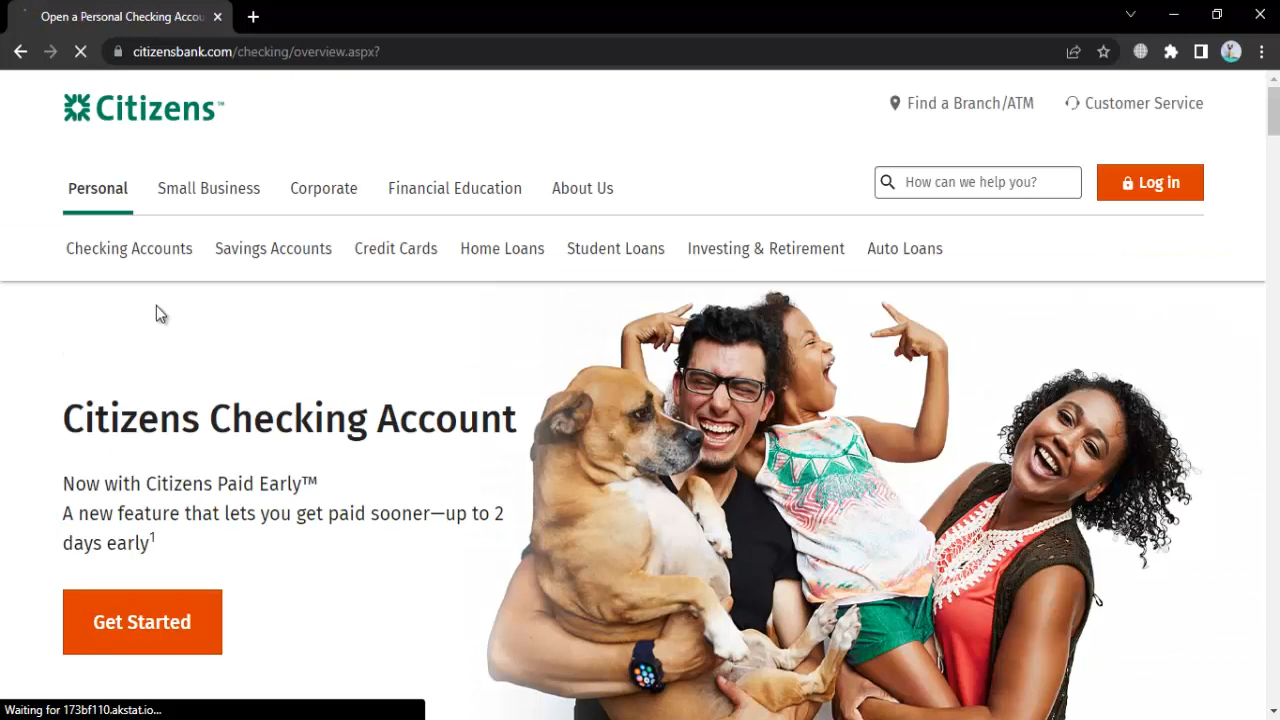 Open a Personal Checking Accou
citizensbank.com/checking/overview.aspx?
Citizens™
Find a Branch/ATM
Customer Service
Personal
Small Business
Corporate
Financial Education
About Us
How can we help you?
Log in
Checking Accounts
Savings Accounts
Credit Cards
Home Loans
Student Loans
Investing & Retirement
Auto Loans
Citizens Checking Account
Now with Citizens Paid Early™
A new feature that lets you get paid sooner—up to 2
days early¹
Get Started
Waiting for 173bf110.akstat.io...